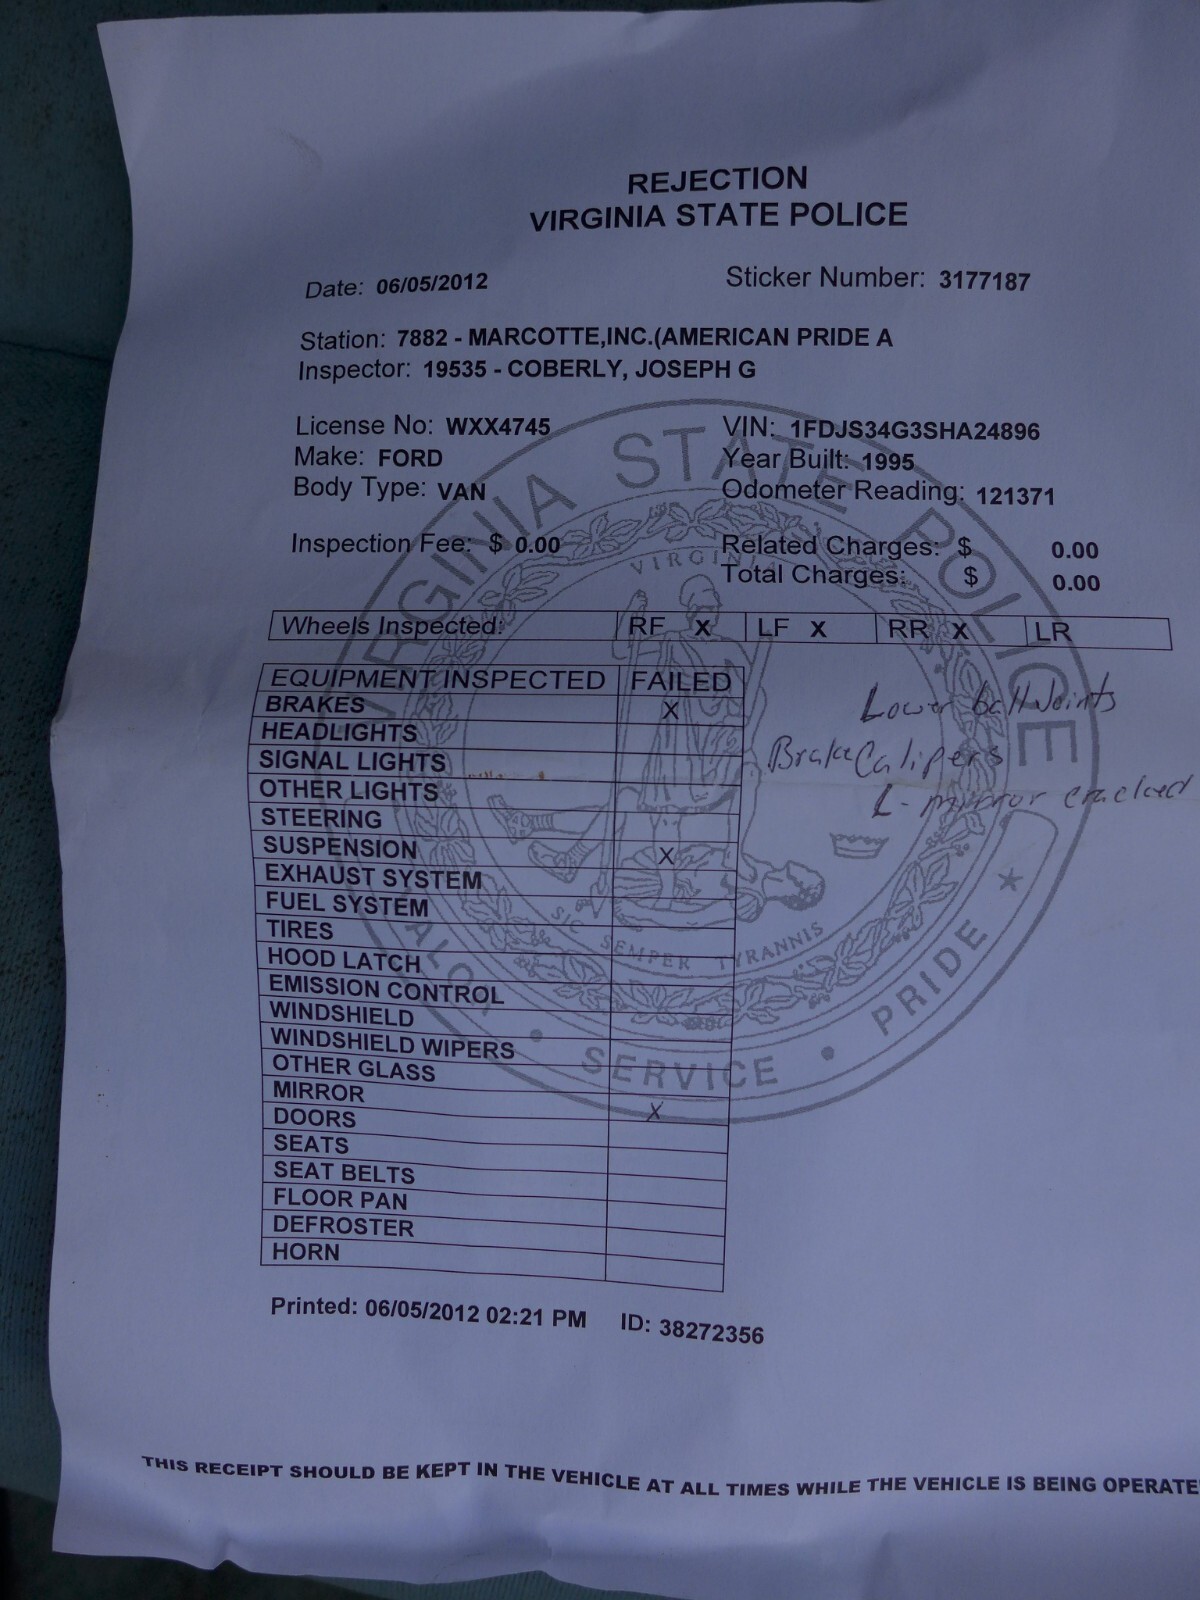 REJECTION
VIRGINIA STATE POLICE
Date: 06/05/2012 Sticker Number: 3177187
Station: 7882 - MARCOTTE,INC.(AMERICAN PRIDE A
Inspector: 19535 - COBERLY, JOSEPH G
License No: WXX4745 VIN: 1FDJS34G3SHA24896
Make: FORD Year Built: 1995
Body Type: VAN Odometer Reading: 121371
Inspection Fee: $ 0.00 Related Charges: $ 0.00
Total Charges: $ 0.00
Wheels Inspected: RF X LF X RR X LR
EQUIPMENT INSPECTED FAILED
BRAKES X
Lower Ball Joints
HEADLIGHTS
SIGNAL LIGHTS
Brake Calipers
OTHER LIGHTS
L - mirror cracked
STEERING
SUSPENSION X
EXHAUST SYSTEM
FUEL SYSTEM
TIRES
HOOD LATCH
EMISSION CONTROL
WINDSHIELD
WINDSHIELD WIPERS
OTHER GLASS
MIRROR X
DOORS
SEATS
SEAT BELTS
FLOOR PAN
DEFROSTER
HORN
VIRGINIA STATE POLICE
VIRGINIA
SIC SEMPER TYRANNIS
VALOR • SERVICE • PRIDE
Printed: 06/05/2012 02:21 PM ID: 38272356
THIS RECEIPT SHOULD BE KEPT IN THE VEHICLE AT ALL TIMES WHILE THE VEHICLE IS BEING OPERATE